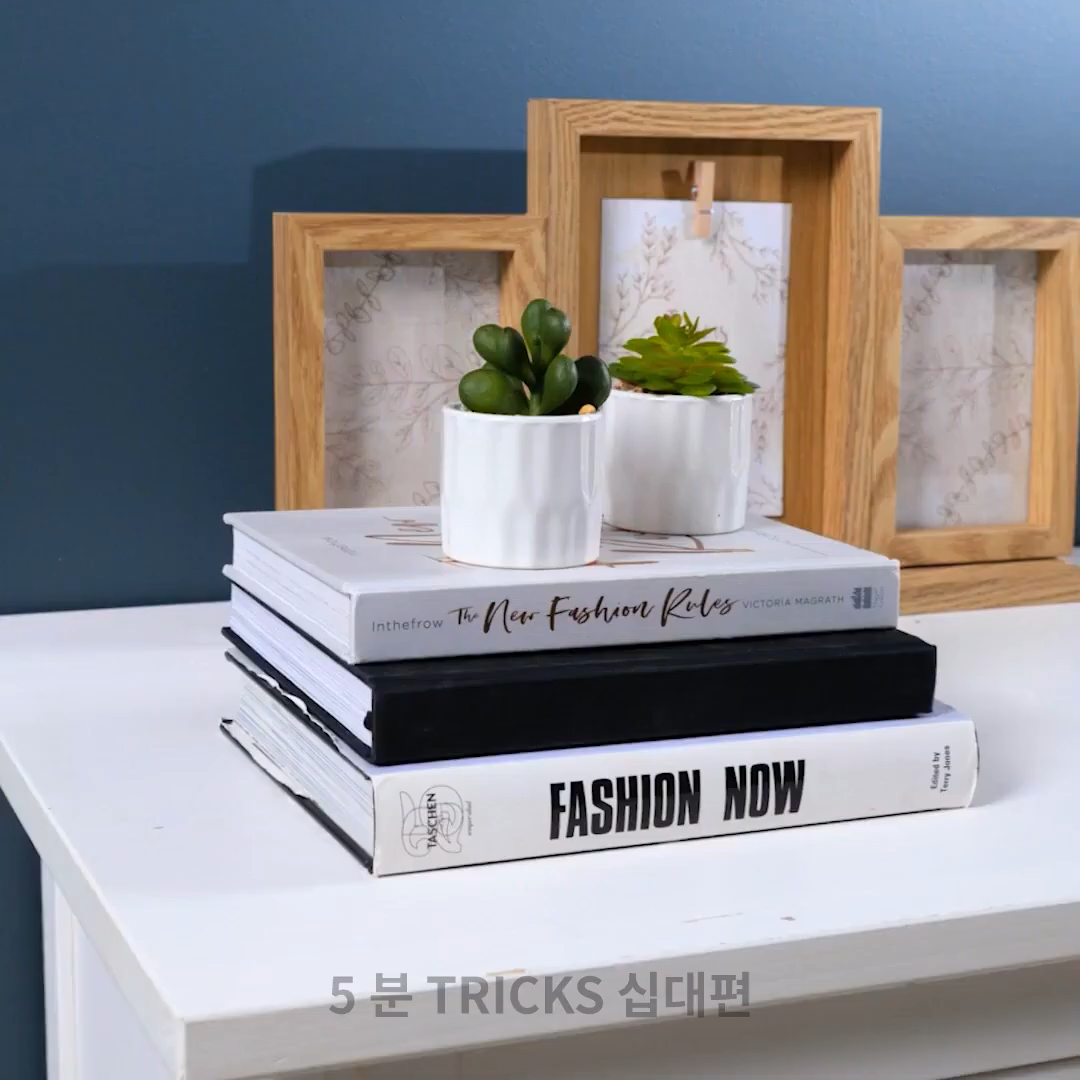 Inthefrow The New Fashion Rules VICTORIA MAGRATH
TASCHEN
FASHION NOW
Edited by
Terry Jones
5 분 TRICKS 십대편